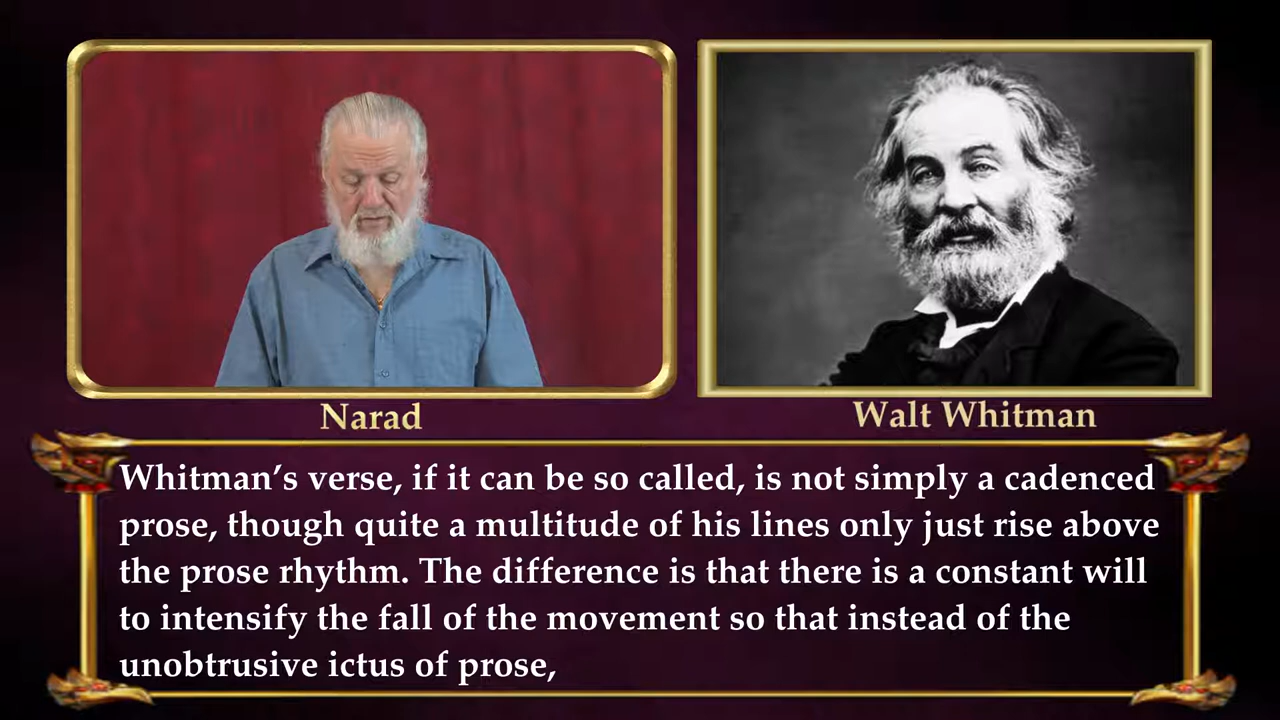 Narad
Walt Whitman
Whitman’s verse, if it can be so called, is not simply a cadenced
prose, though quite a multitude of his lines only just rise above
the prose rhythm. The difference is that there is a constant will
to intensify the fall of the movement so that instead of the
unobtrusive ictus of prose,